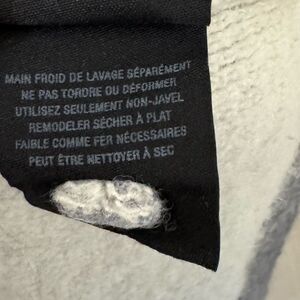 MAIN FROID DE LAVAGE SÉPARÉMENT
NE PAS TORDRE OU DÉFORMER
UTILISEZ SEULEMENT NON-JAVEL
REMODELER SÉCHER À PLAT
FAIBLE COMME FER NÉCESSAIRES
PEUT ÊTRE NETTOYER À SEC